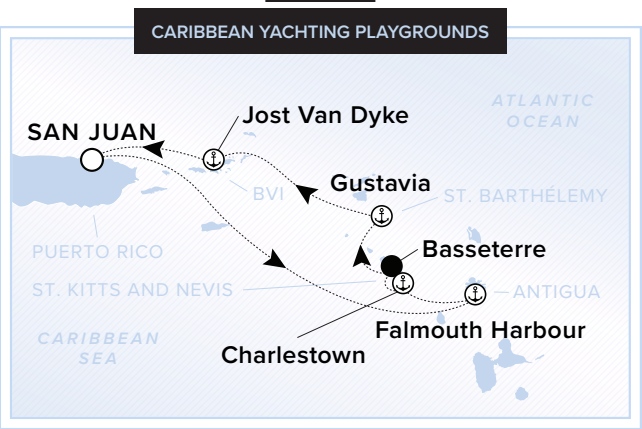 CARIBBEAN YACHTING PLAYGROUNDS
ATLANTIC
OCEAN
Jost Van Dyke
SAN JUAN
Gustavia
BVI
ST. BARTHÉLEMY
PUERTO RICO
Basseterre
ST. KITTS AND NEVIS
ANTIGUA
Falmouth Harbour
CARIBBEAN
SEA
Charlestown